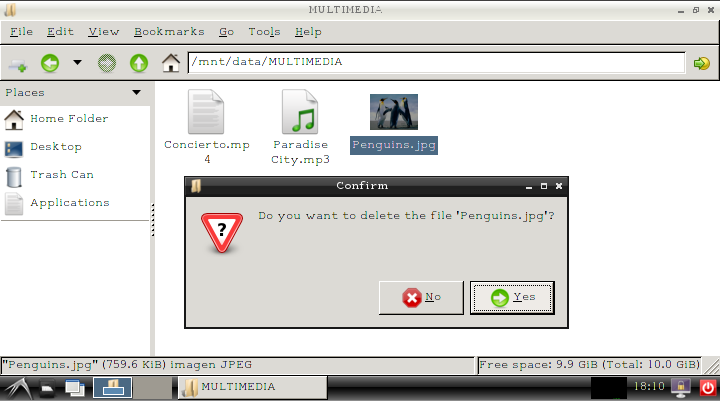 MULTIMEDIA
File Edit View Bookmarks Go Tools Help
/mnt/data/MULTIMEDIA
Places
Home Folder
Desktop
Trash Can
Applications
Concierto.mp
4
Paradise
City.mp3
Penguins.jpg
Confirm
?
Do you want to delete the file 'Penguins.jpg'?
No
Yes
"Penguins.jpg" (759.6 KiB) imagen JPEG
Free space: 9.9 GiB (Total: 10.0 GiB)
MULTIMEDIA
18:10